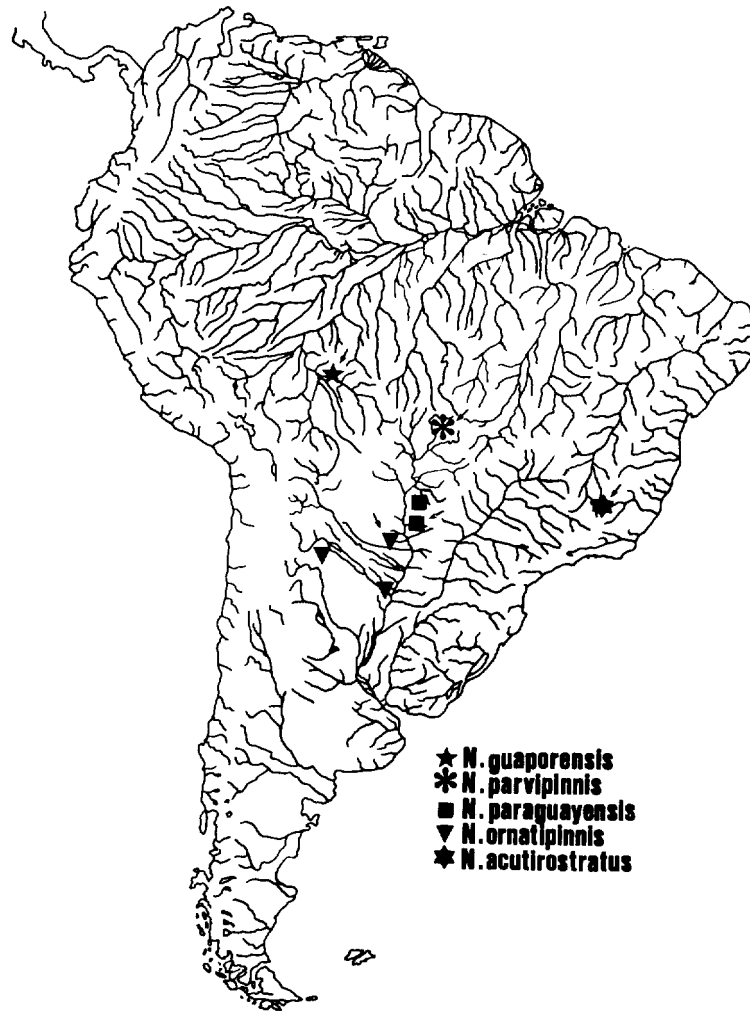 N. guaporensis
N. parvipinnis
N. paraguayensis
N. ornatipinnis
N. acutirostratus